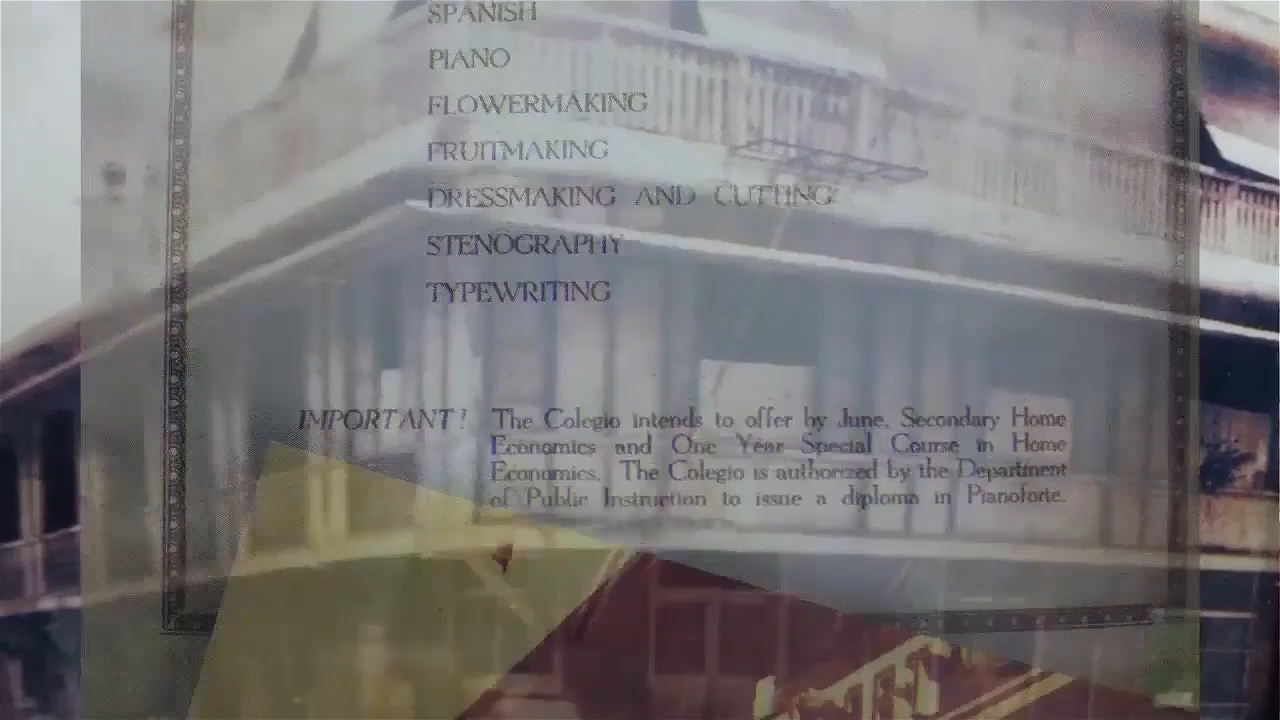 SPANISH
PIANO
FLOWERMAKING
FRUITMAKING
DRESSMAKING AND CUTTING
STENOGRAPHY
TYPEWRITING
IMPORTANT! The Colegio intends to offer by June, Secondary Home
Economics and One Year Special Course in Home
Economics. The Colegio is authorized by the Department
of Public Instruction to issue a diploma in Pianoforte.